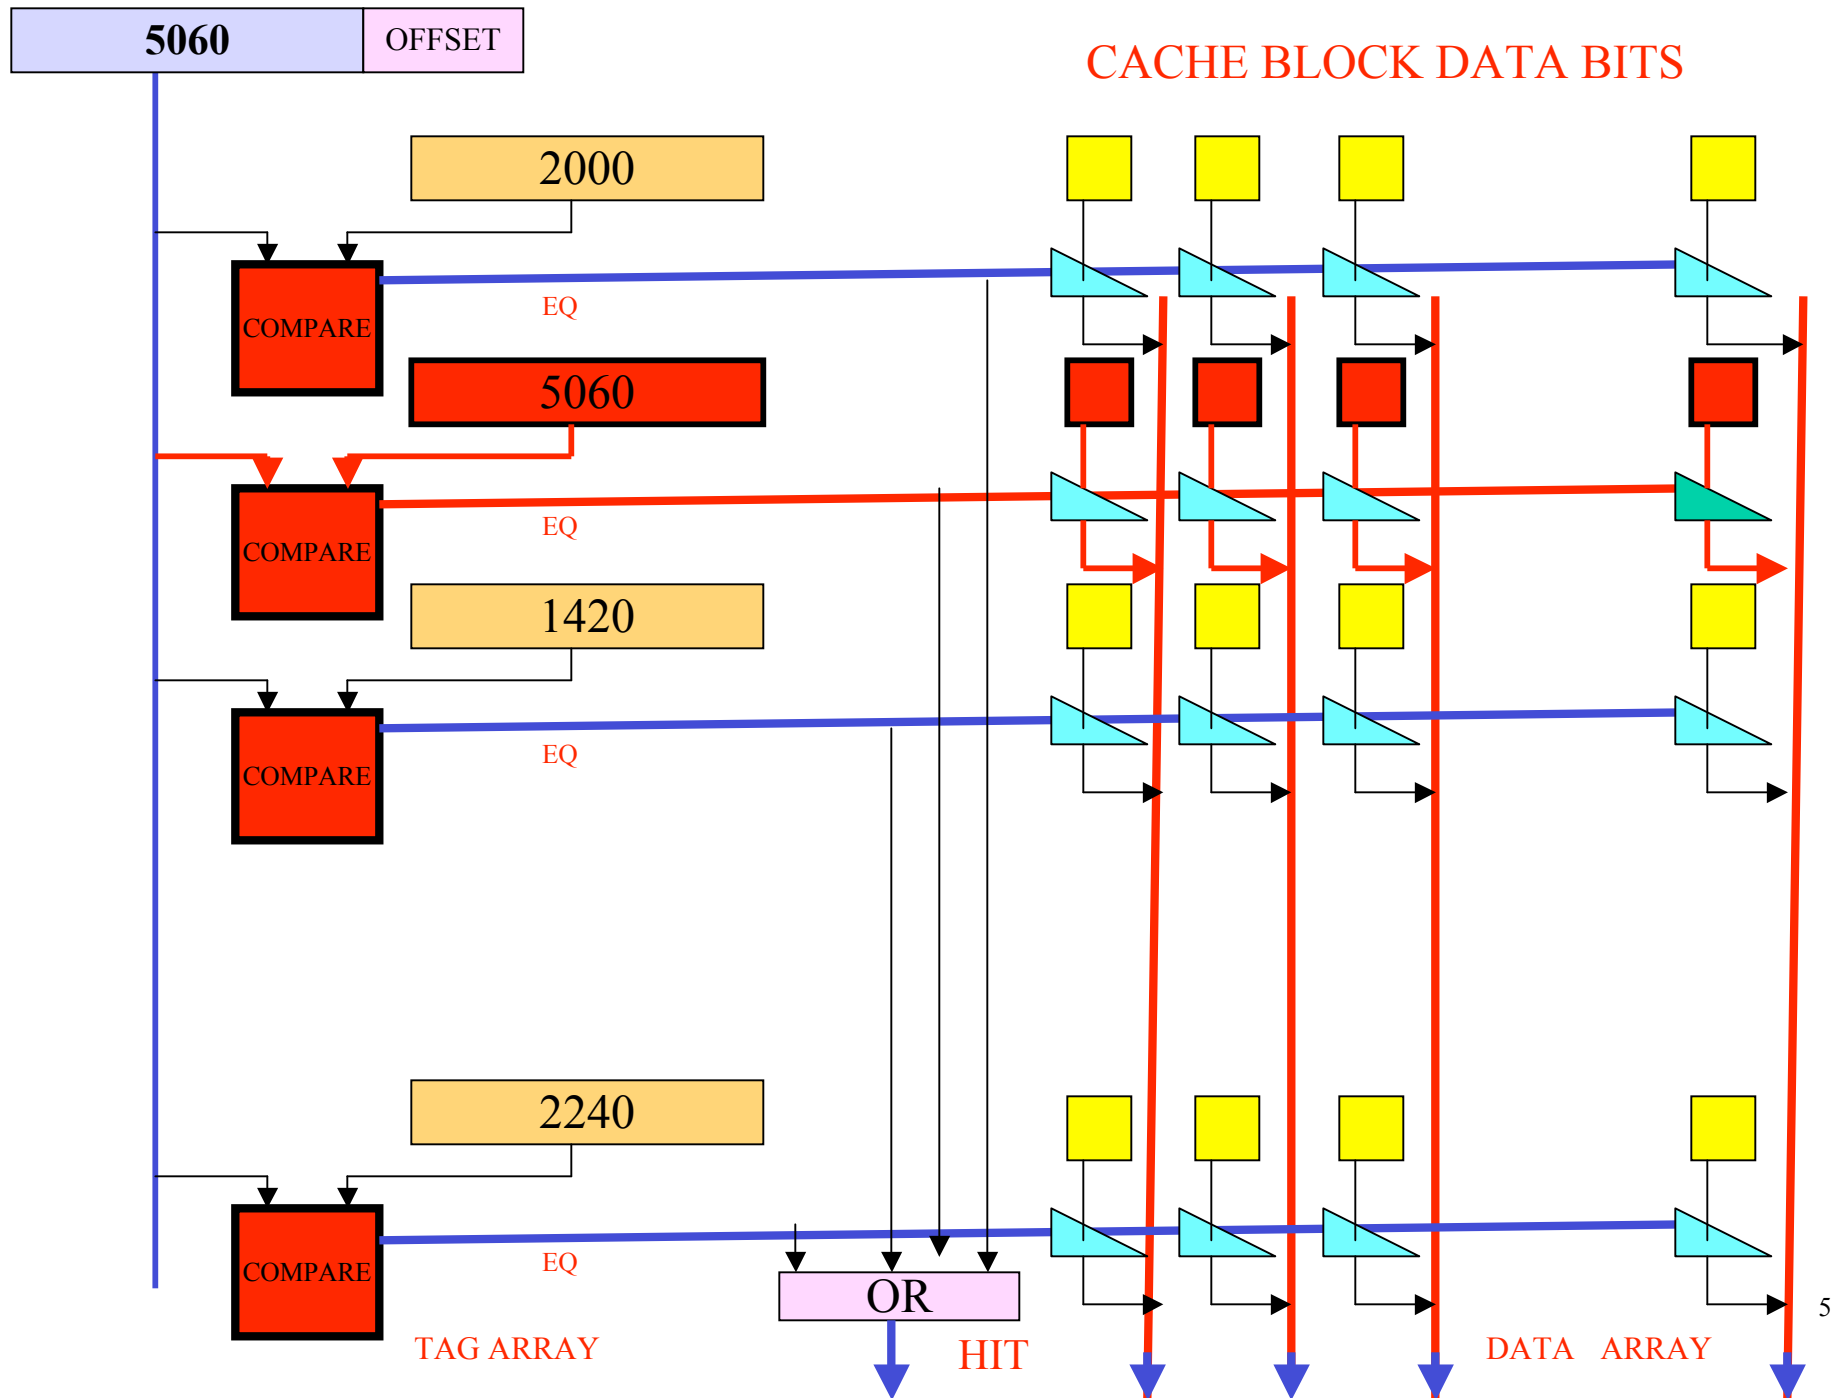 5060 OFFSET
CACHE BLOCK DATA BITS
2000
COMPARE
EQ
5060
COMPARE
EQ
1420
COMPARE
EQ
2240
COMPARE
EQ
OR
TAG ARRAY
HIT
DATA ARRAY
5